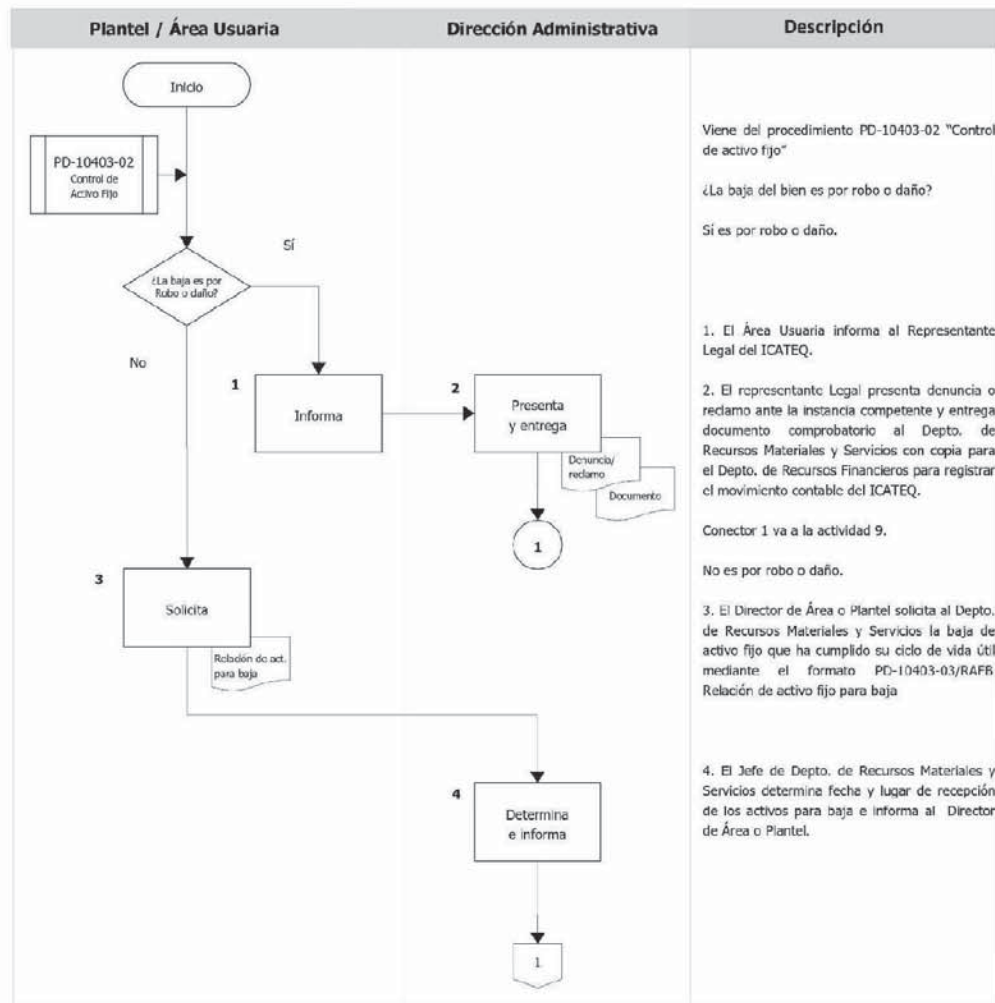 Plantel / Área Usuaria
Dirección Administrativa
Descripción
Inicio
PD-10403-02
Control de
Activo Fijo
¿La baja es por
Robo o daño?
Sí
No
1
Informa
2
Presenta
y entrega
Denuncia/
reclamo
Documento
1
3
Solicita
Relación de act.
para baja
4
Determina
e informa
1
Viene del procedimiento PD-10403-02 "Control
de activo fijo"
¿La baja del bien es por robo o daño?
Sí es por robo o daño.
1. El Área Usuaria informa al Representante
Legal del ICATEQ.
2. El representante Legal presenta denuncia o
reclamo ante la instancia competente y entrega
documento comprobatorio al Depto. de
Recursos Materiales y Servicios con copia para
el Depto. de Recursos Financieros para registrar
el movimiento contable del ICATEQ.
Conector 1 va a la actividad 9.
No es por robo o daño.
3. El Director de Área o Plantel solicita al Depto.
de Recursos Materiales y Servicios la baja de
activo fijo que ha cumplido su ciclo de vida útil
mediante el formato PD-10403-03/RAFB
Relación de activo fijo para baja
4. El Jefe de Depto. de Recursos Materiales y
Servicios determina fecha y lugar de recepción
de los activos para baja e informa al Director
de Área o Plantel.